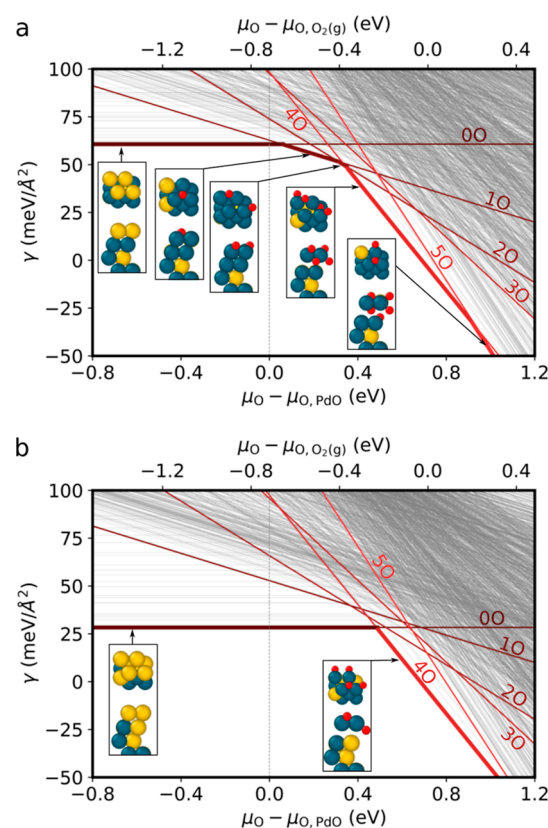 a
μO − μO, O2(g) (eV)
−1.2 −0.8 −0.4 0.0 0.4
100
75
50
25
0
−25
−50
γ (meV/Å²)
4O
0O
1O
2O
3O
5O
−0.8 −0.4 0.0 0.4 0.8 1.2
μO − μO, PdO (eV)
b
μO − μO, O2(g) (eV)
−1.2 −0.8 −0.4 0.0 0.4
100
75
50
25
0
−25
−50
γ (meV/Å²)
5O
0O
1O
4O
2O
3O
−0.8 −0.4 0.0 0.4 0.8 1.2
μO − μO, PdO (eV)